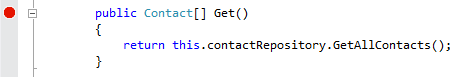 public Contact[] Get()
{
return this.contactRepository.GetAllContacts();
}